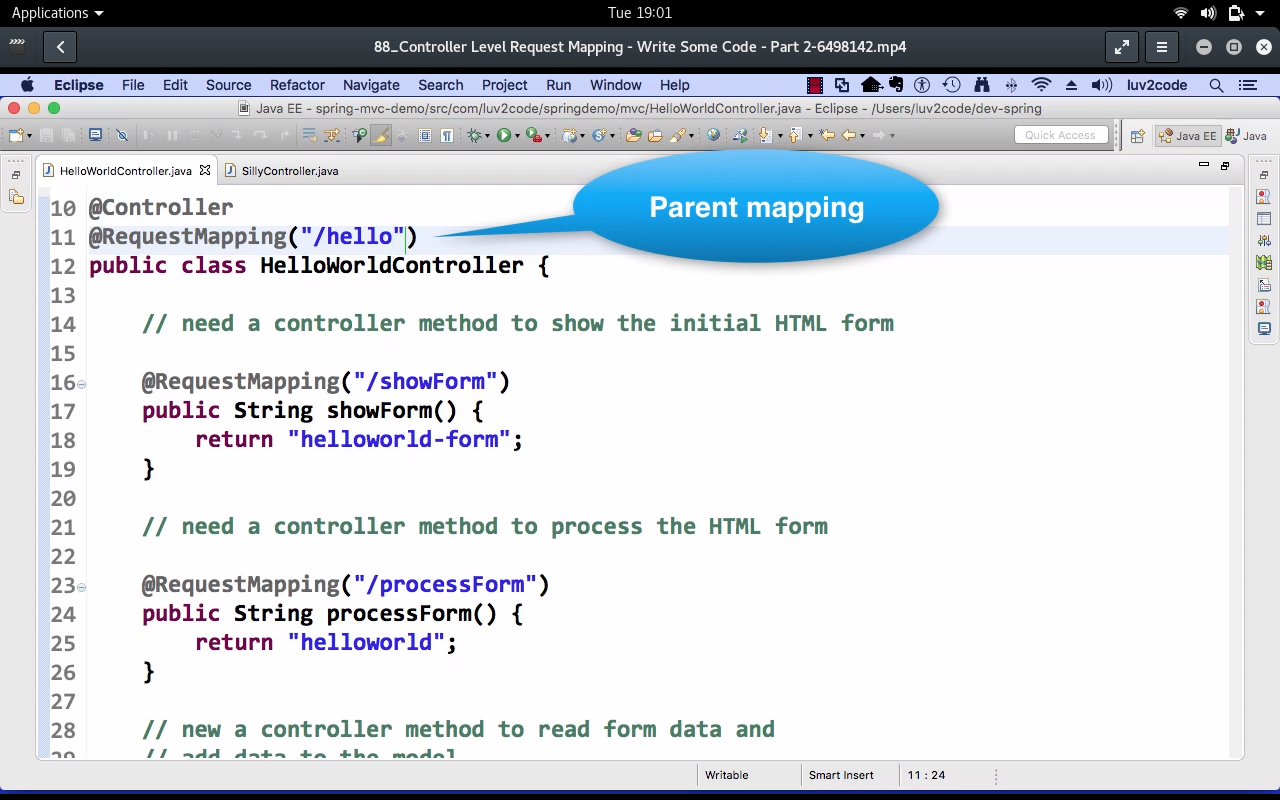 Applications
Tue 19:01
88_Controller Level Request Mapping - Write Some Code - Part 2-6498142.mp4
Eclipse File Edit Source Refactor Navigate Search Project Run Window Help luv2code
Java EE – spring-mvc-demo/src/com/luv2code/springdemo/mvc/HelloWorldController.java – Eclipse – /Users/luv2code/dev-spring
Quick Access
Java EE
Java
HelloWorldController.java
SillyController.java
Parent mapping
10 @Controller
11 @RequestMapping("/hello")
12 public class HelloWorldController {
13
14 // need a controller method to show the initial HTML form
15
16 @RequestMapping("/showForm")
17 public String showForm() {
18 return "helloworld-form";
19 }
20
21 // need a controller method to process the HTML form
22
23 @RequestMapping("/processForm")
24 public String processForm() {
25 return "helloworld";
26 }
27
28 // new a controller method to read form data and
29 // add data to the model
Writable
Smart Insert
11 : 24